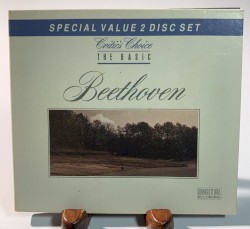 SPECIAL VALUE 2 DISC SET
Critic's Choice
THE BASIC
Beethoven
DIGITAL